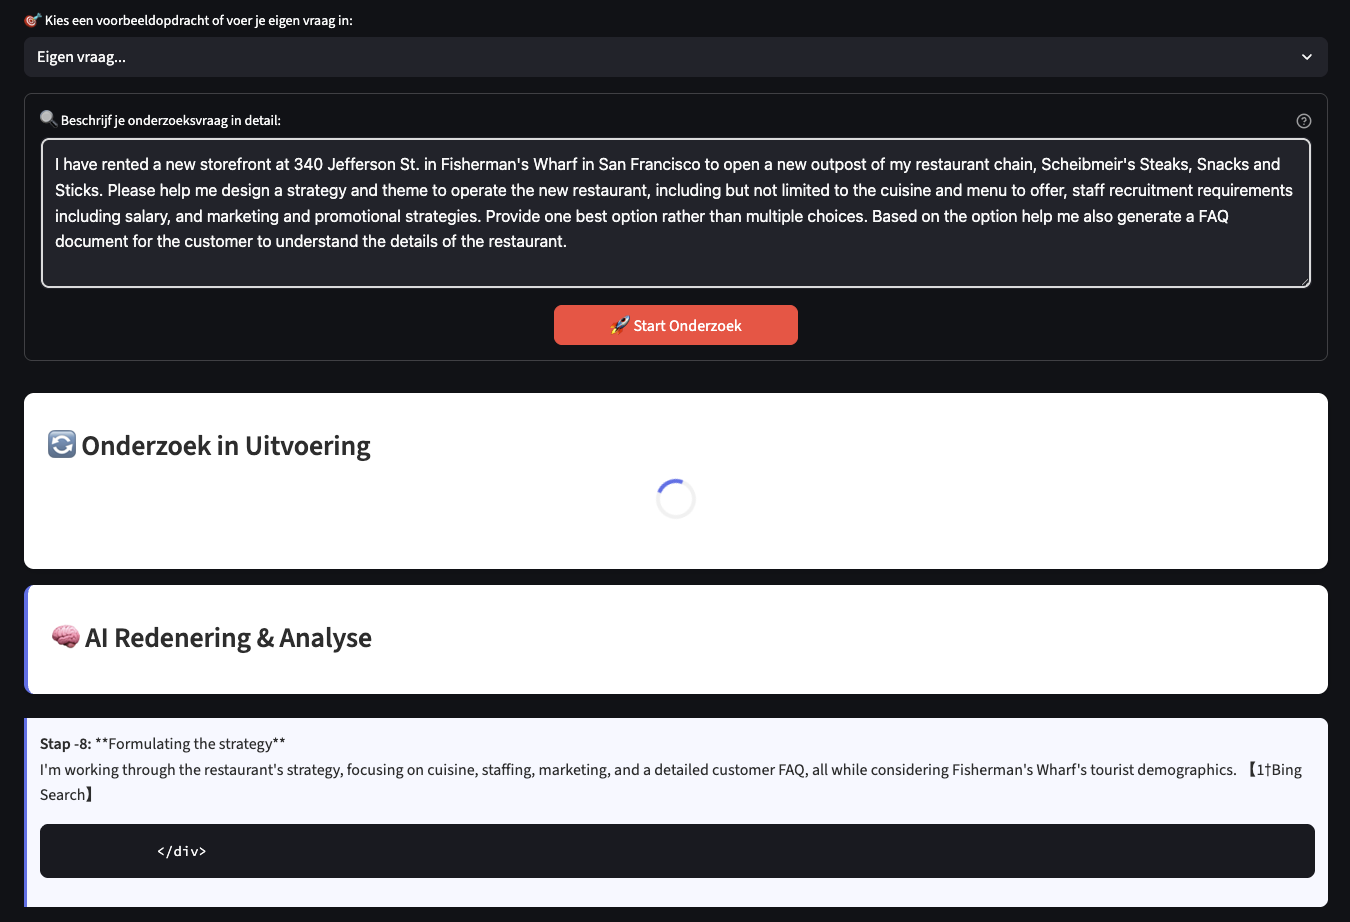 🎯 Kies een voorbeeldopdracht of voer je eigen vraag in:
Eigen vraag...
🔍 Beschrijf je onderzoeksvraag in detail:
I have rented a new storefront at 340 Jefferson St. in Fisherman's Wharf in San Francisco to open a new outpost of my restaurant chain, Scheibmeir's Steaks, Snacks and
Sticks. Please help me design a strategy and theme to operate the new restaurant, including but not limited to the cuisine and menu to offer, staff recruitment requirements
including salary, and marketing and promotional strategies. Provide one best option rather than multiple choices. Based on the option help me also generate a FAQ
document for the customer to understand the details of the restaurant.
🚀 Start Onderzoek
🔄 Onderzoek in Uitvoering
🧠 AI Redenering & Analyse
Stap -8: **Formulating the strategy**
I'm working through the restaurant's strategy, focusing on cuisine, staffing, marketing, and a detailed customer FAQ, all while considering Fisherman's Wharf's tourist demographics. 【1†Bing
Search】
</div>